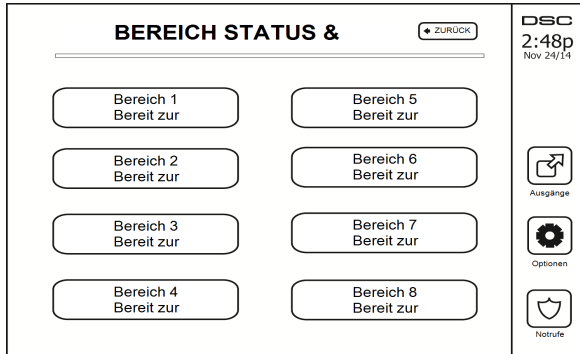 BEREICH STATUS &
ZURÜCK
DSC
2:48p
Nov 24/14
Bereich 1
Bereit zur
Bereich 5
Bereit zur
Bereich 2
Bereit zur
Bereich 6
Bereit zur
Bereich 3
Bereit zur
Bereich 7
Bereit zur
Bereich 4
Bereit zur
Bereich 8
Bereit zur
Ausgänge
Optionen
Notrufe